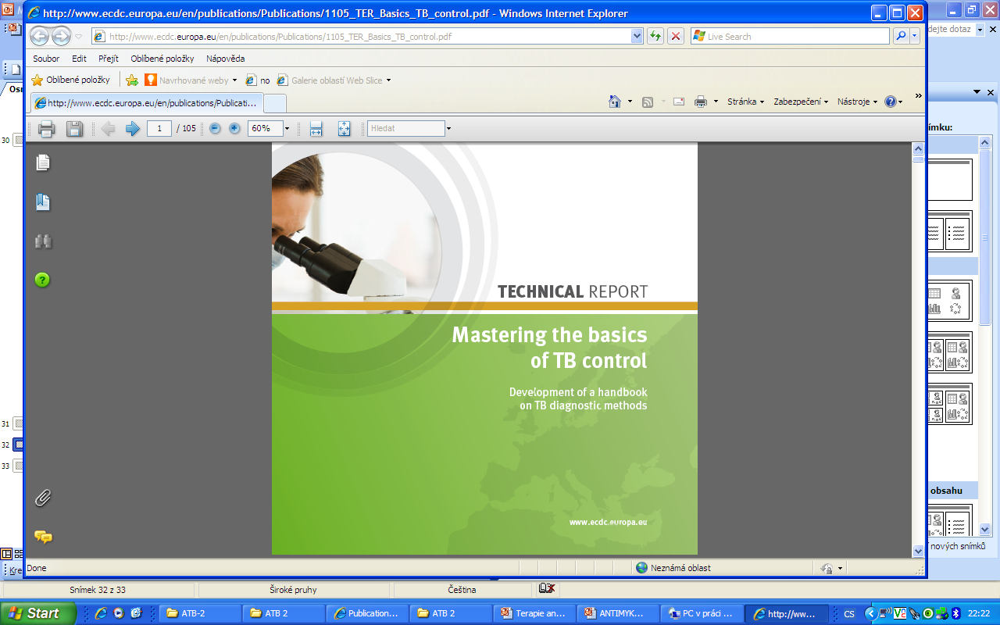 http://www.ecdc.europa.eu/en/publications/Publications/1105_TER_Basics_TB_control.pdf - Windows Internet Explorer
http://www.ecdc.europa.eu/en/publications/Publications/1105_TER_Basics_TB_control.pdf
Live Search
dejte dotaz
Soubor Edit Přejít Oblíbené položky Nápověda
Oblíbené položky Navrhované weby no Galerie oblastí Web Slice
http://www.ecdc.europa.eu/en/publications/Publicati...
Stránka Zabezpečení Nástroje
1 / 105 60% Hledat
ímku:
30
TECHNICAL REPORT
Mastering the basics
of TB control
Development of a handbook
on TB diagnostic methods
www.ecdc.europa.eu
31
32
33
obsahu
nových snímků
Kre
Done Neznámá oblast
Snímek 32 z 33 Široké pruhy Čeština
Start ATB-2 ATB 2 Publication... ATB 2 Terapie an... ANTIMYK... PC v práci ... http://ww... CS 22:22